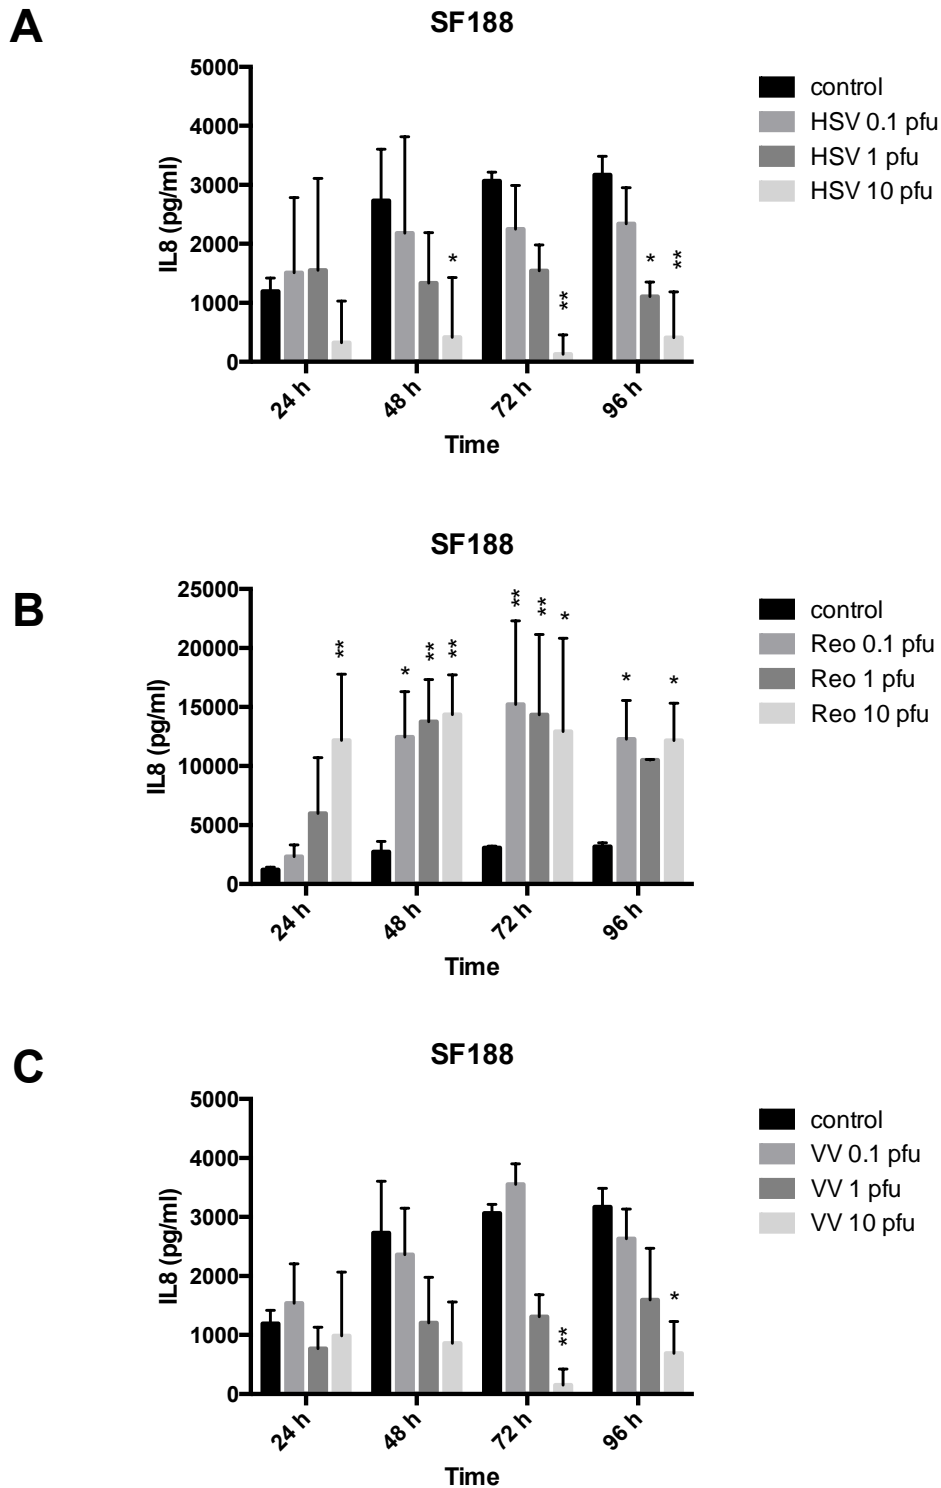 A
SF188
5000
4000
3000
2000
1000
0
IL8 (pg/ml)
*
**
*
**
24 h
48 h
72 h
96 h
Time
control
HSV 0.1 pfu
HSV 1 pfu
HSV 10 pfu
B
SF188
25000
20000
15000
10000
5000
0
IL8 (pg/ml)
**
*
**
**
**
**
*
*
*
24 h
48 h
72 h
96 h
Time
control
Reo 0.1 pfu
Reo 1 pfu
Reo 10 pfu
C
SF188
5000
4000
3000
2000
1000
0
IL8 (pg/ml)
**
*
24 h
48 h
72 h
96 h
Time
control
VV 0.1 pfu
VV 1 pfu
VV 10 pfu